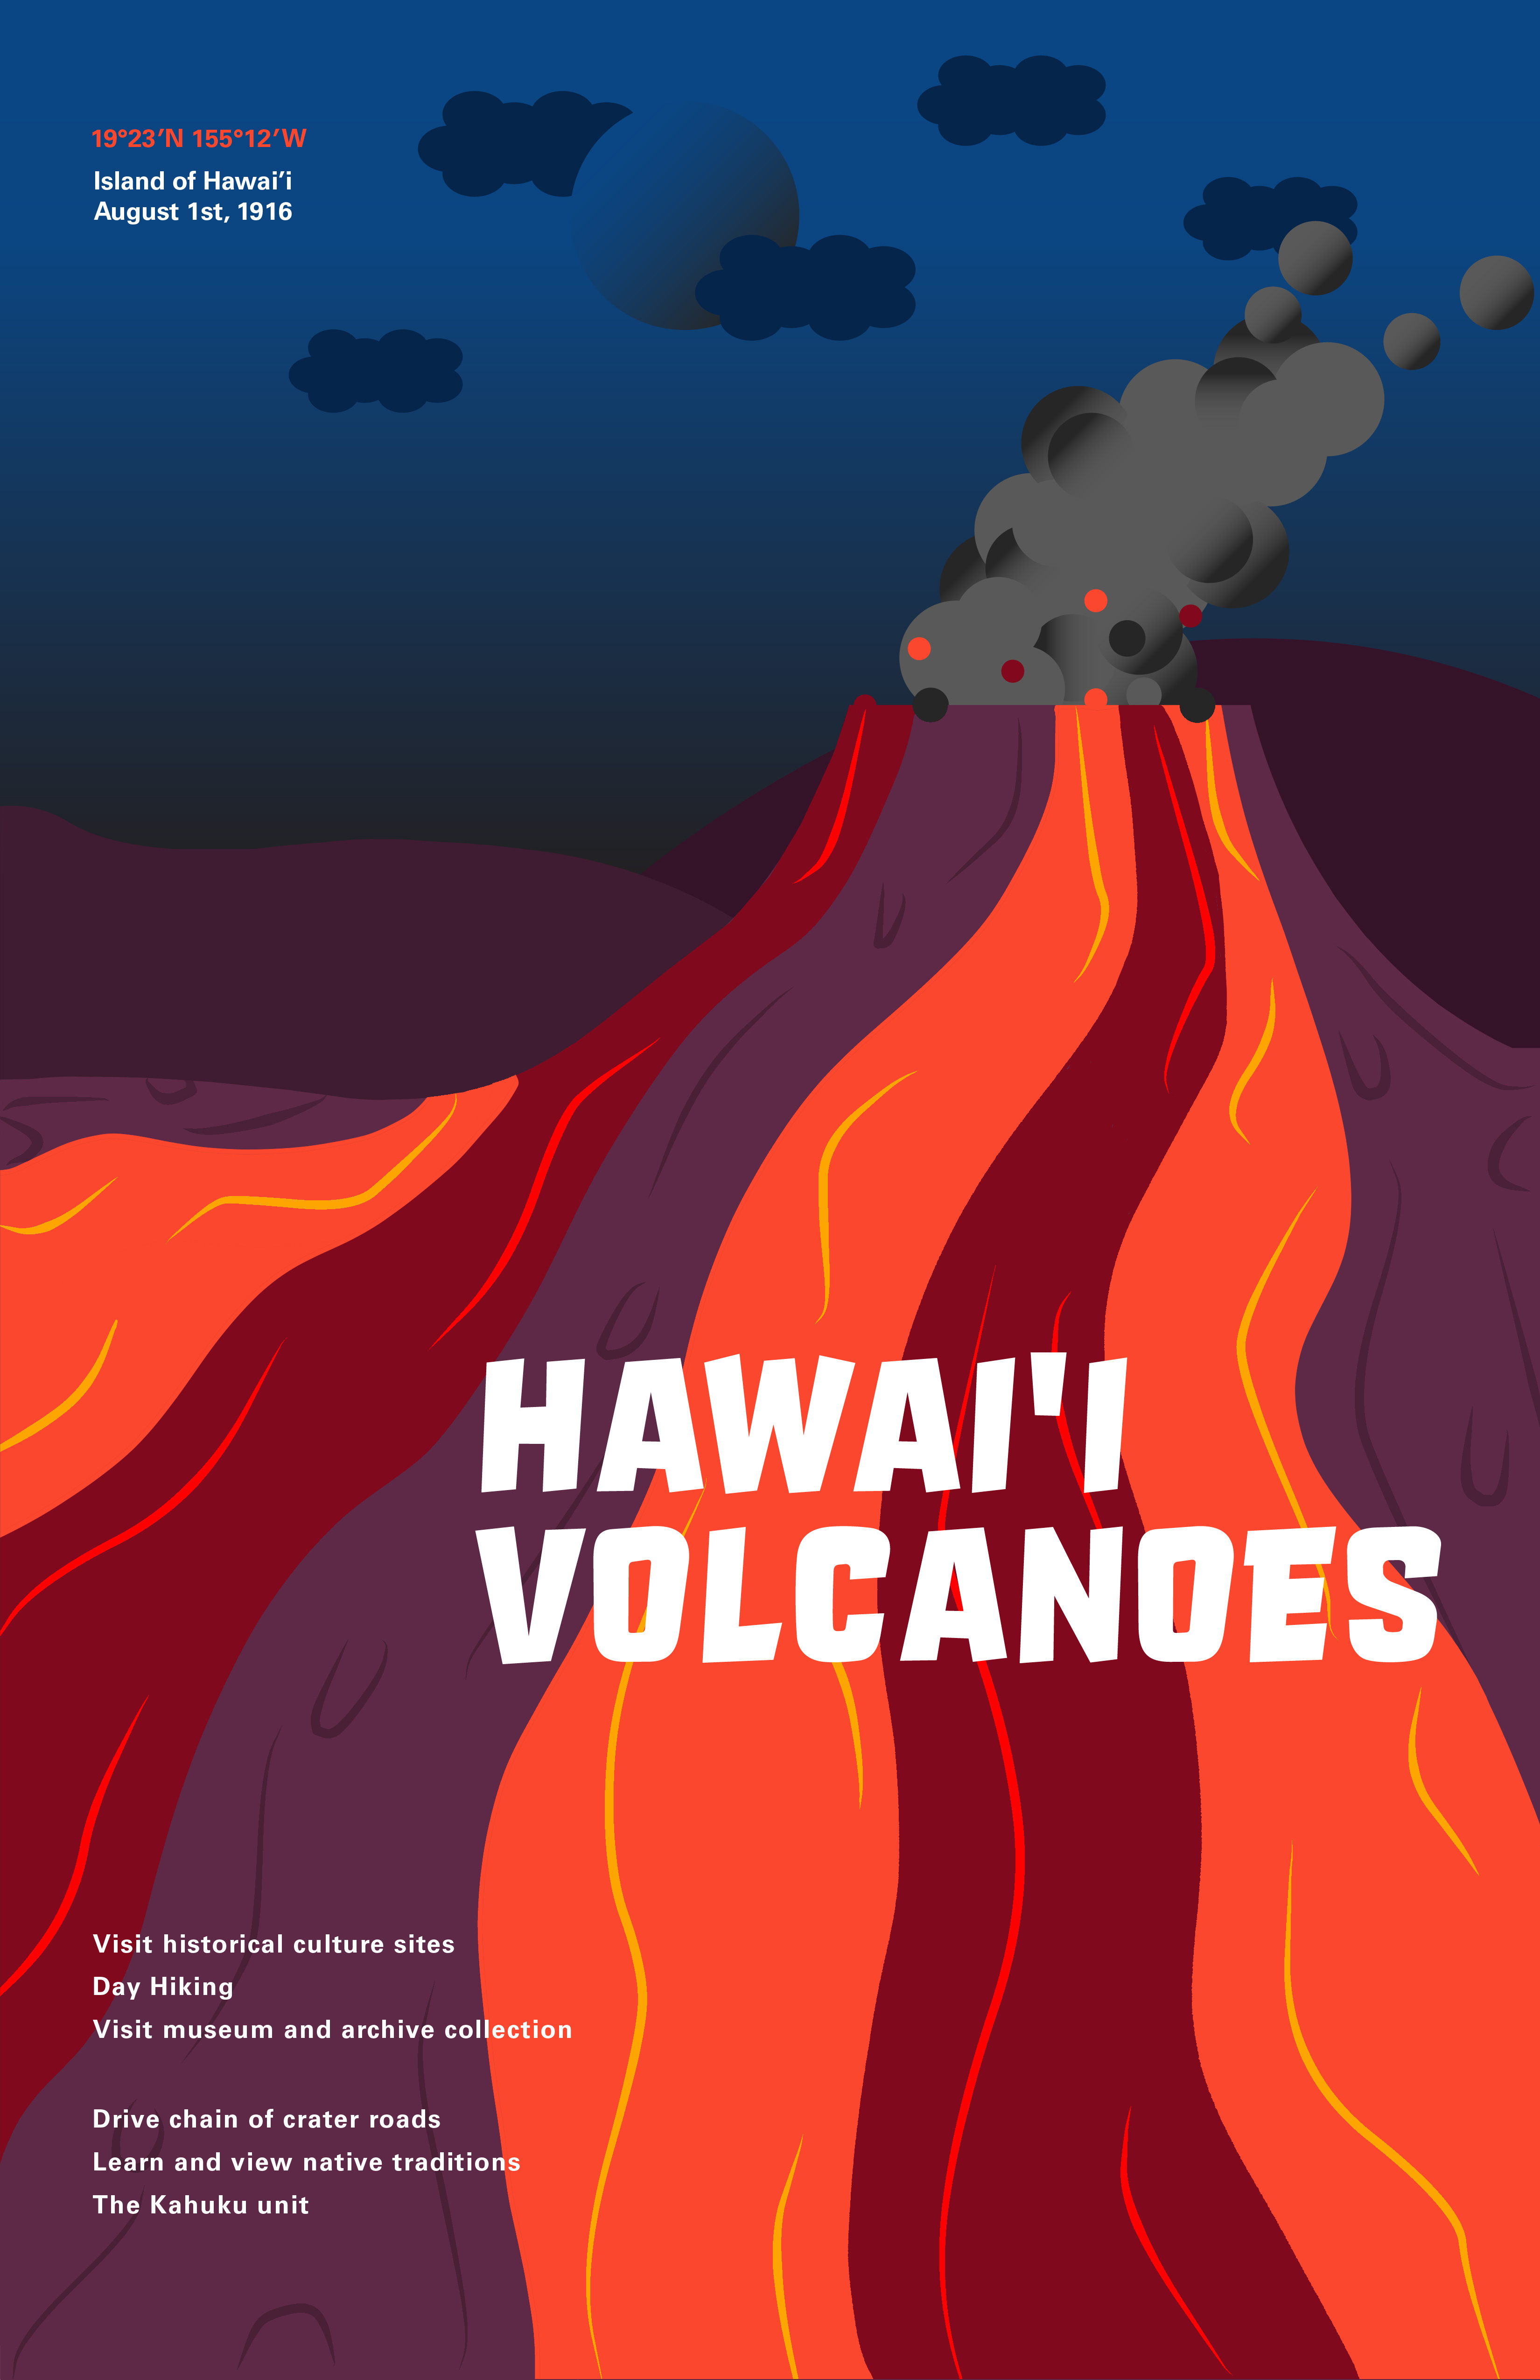 19°23’N 155°12’W
Island of Hawai’i
August 1st, 1916
HAWAI'I
VOLCANOES
Visit historical culture sites
Day Hiking
Visit museum and archive collection
Drive chain of crater roads
Learn and view native traditions
The Kahuku unit